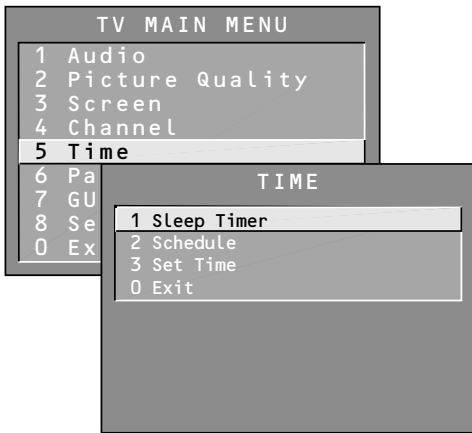 TV MAIN MENU
1 Audio
2 Picture Quality
3 Screen
4 Channel
5 Time
6 Pa
7 GU
8 Se
0 Ex
TIME
1 Sleep Timer
2 Schedule
3 Set Time
0 Exit